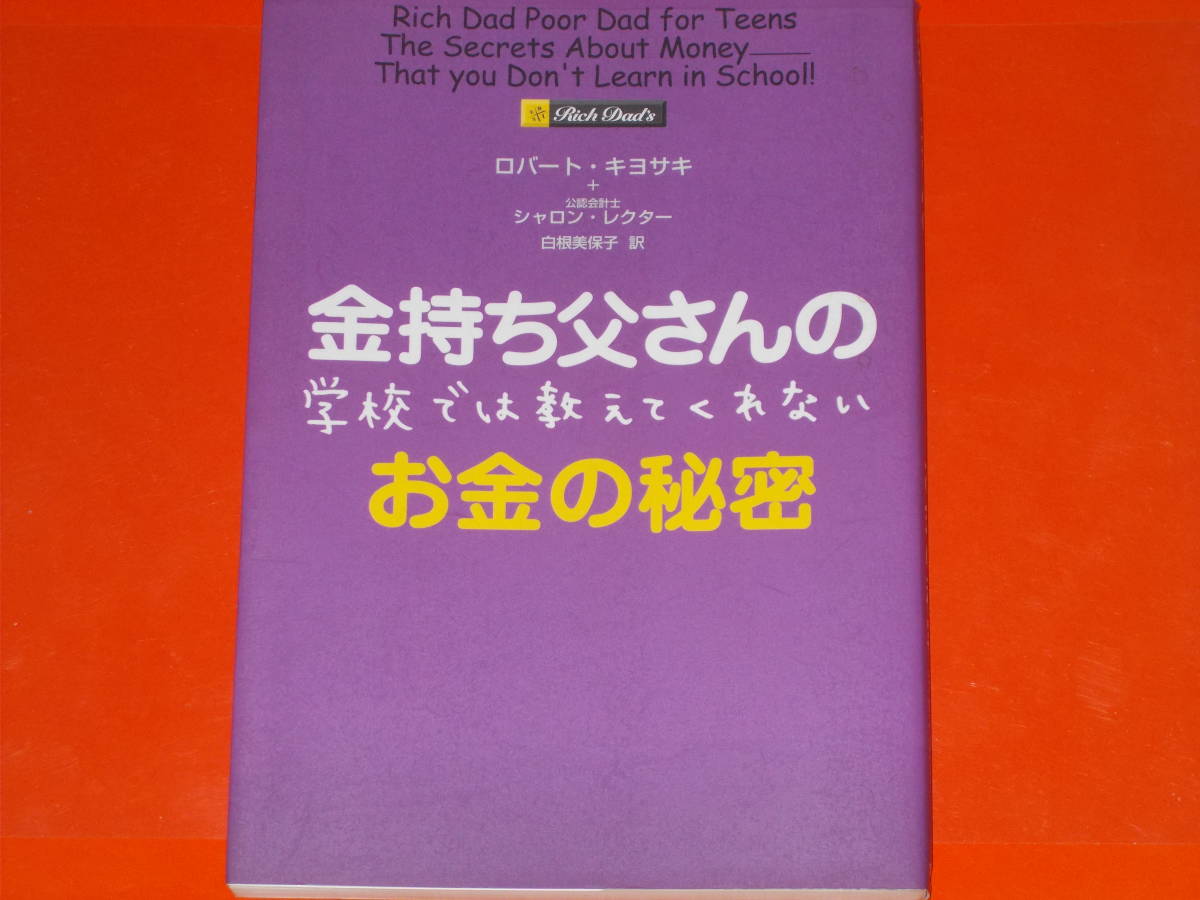 Rich Dad Poor Dad for Teens
The Secrets About Money——
That you Don't Learn in School!
Rich Dad's
ロバート・キヨサキ
+
公認会計士
シャロン・レクター
白根美保子 訳
金持ち父さんの
学校では教えてくれない
お金の秘密